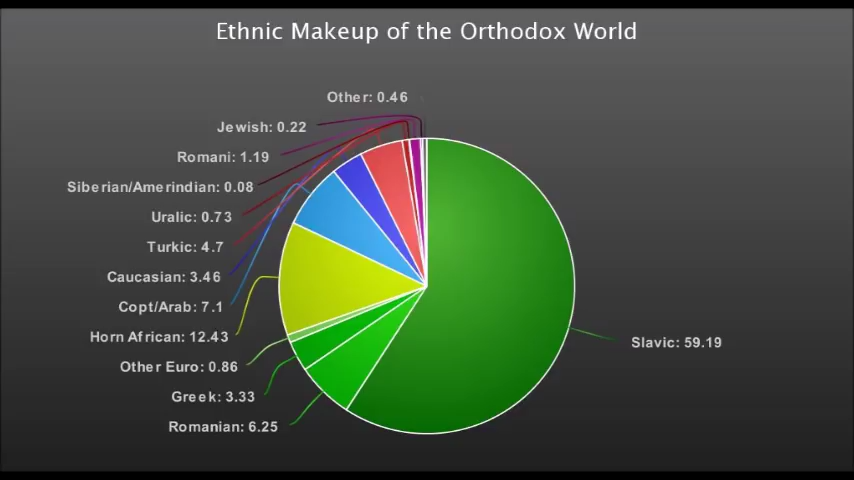 Ethnic Makeup of the Orthodox World
Other: 0.46
Jewish: 0.22
Romani: 1.19
Siberian/Amerindian: 0.08
Uralic: 0.73
Turkic: 4.7
Caucasian: 3.46
Copt/Arab: 7.1
Horn African: 12.43
Other Euro: 0.86
Greek: 3.33
Romanian: 6.25
Slavic: 59.19